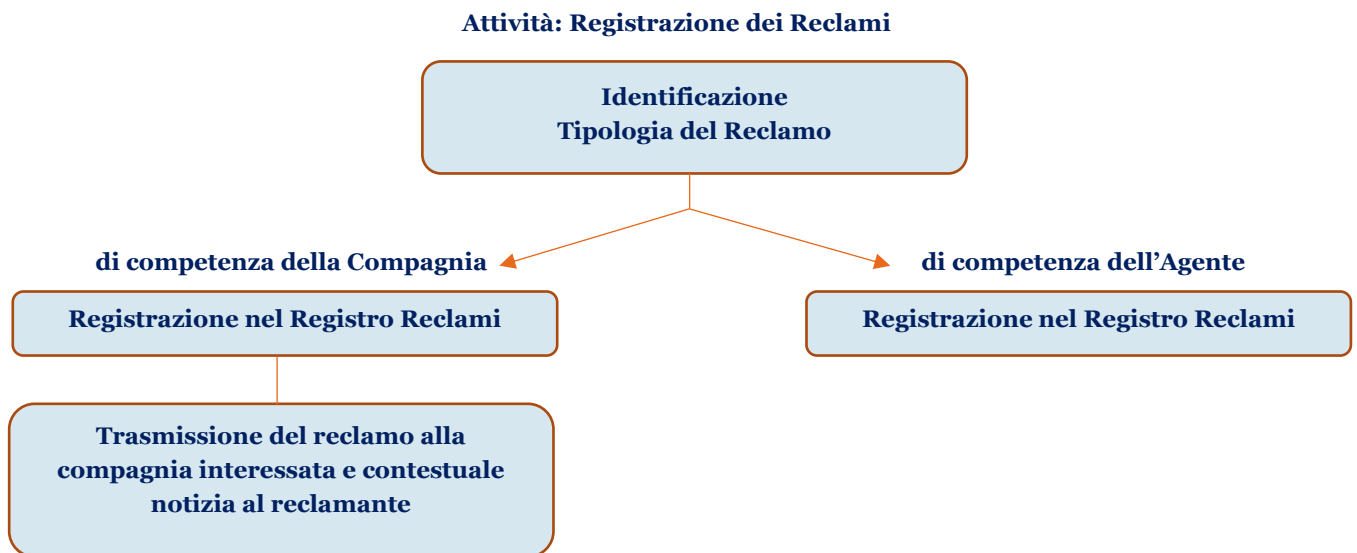 Attività: Registrazione dei Reclami
Identificazione
Tipologia del Reclamo
di competenza della Compagnia
di competenza dell’Agente
Registrazione nel Registro Reclami
Registrazione nel Registro Reclami
Trasmissione del reclamo alla
compagnia interessata e contestuale
notizia al reclamante